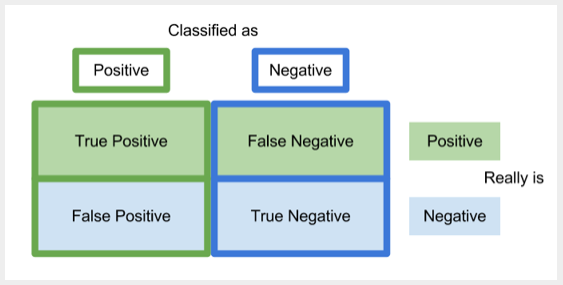 Classified as
Positive
Negative
True Positive
False Negative
Positive
Really is
False Positive
True Negative
Negative